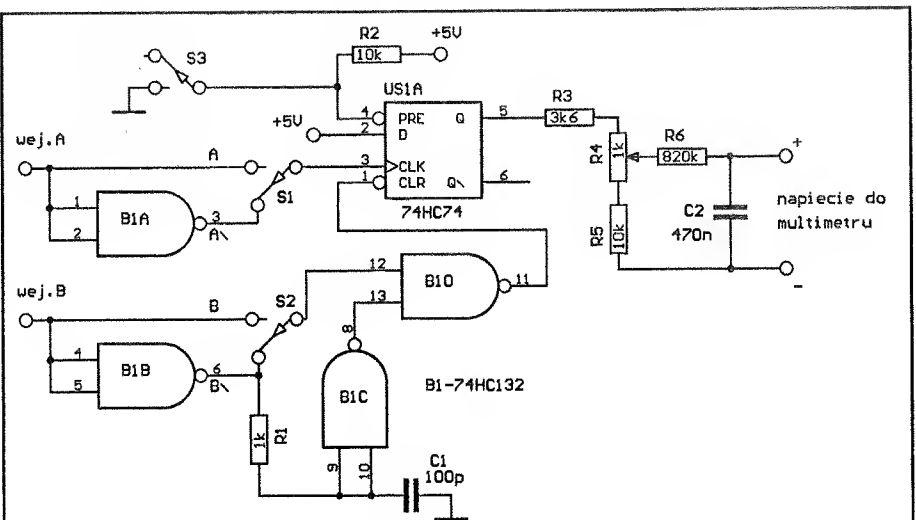 R2
+5V
S3
10k
US1A
+5V
4
PRE
Q
5
R3
3k6
2
D
wej.A
A
3
CLK
R4
1k
R6
820k
+
1
CLR
6
S1
Q\
74HC74
1
2
B1A
3
A\
R5
10k
C2
470n
napiecie do
multimetru
-
wej.B
B
S2
12
13
B1D
11
8
4
5
B1B
6
B\
B1C
B1-74HC132
1k
R1
9
10
C1
100p